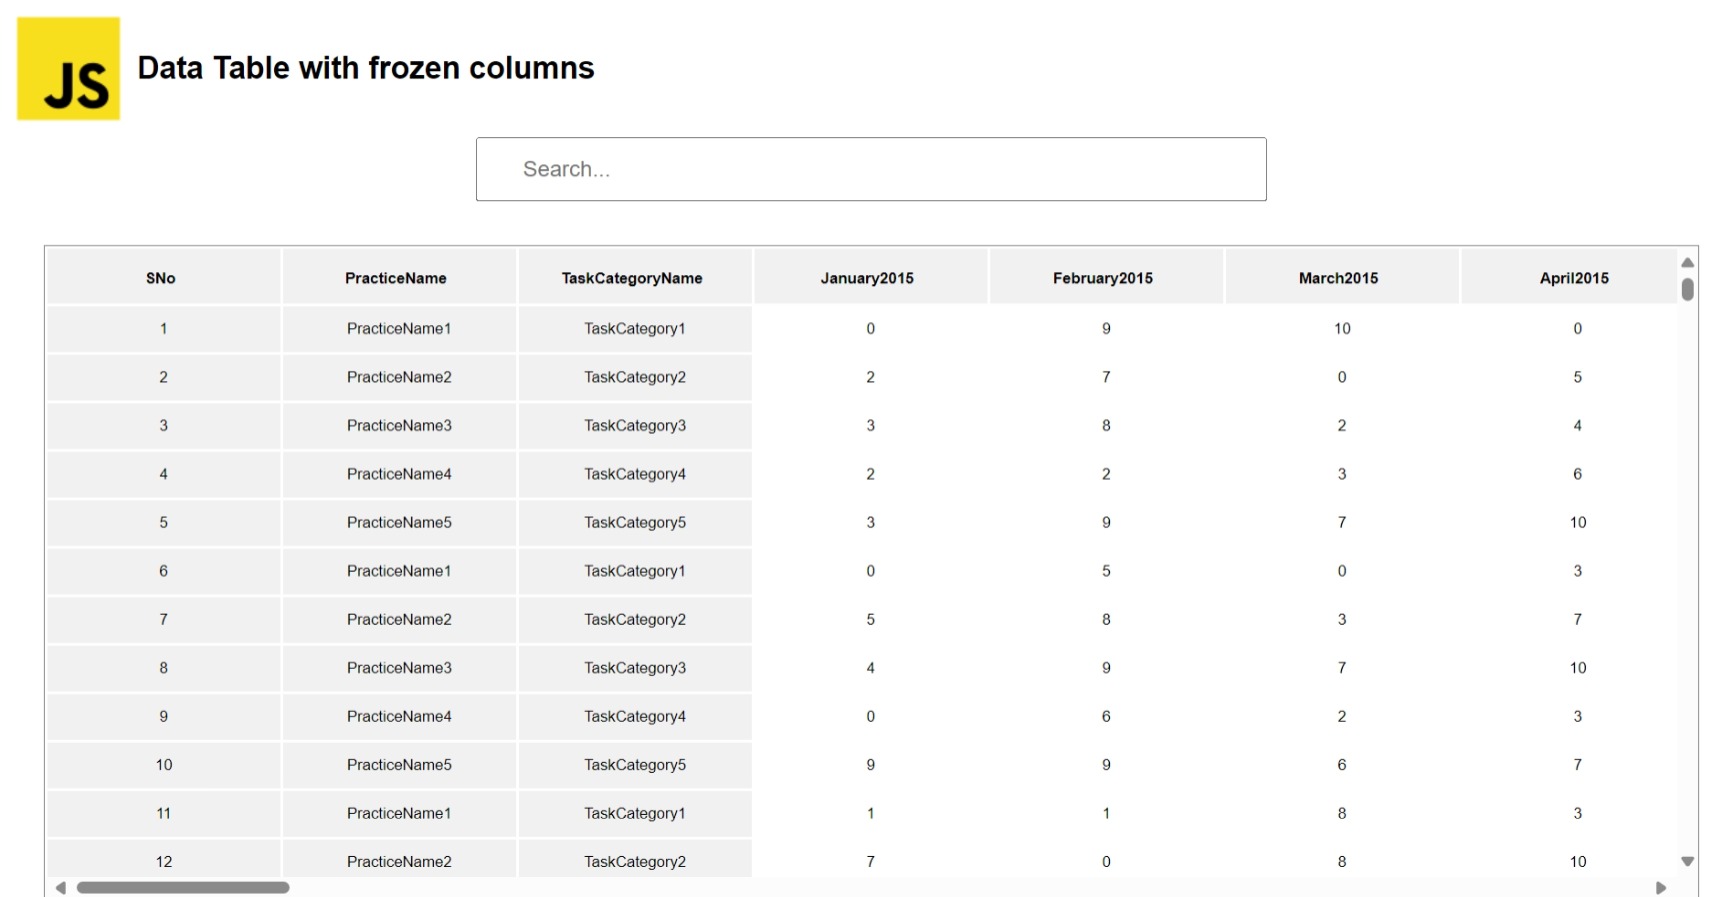 JS
Data Table with frozen columns
Search...
SNo PracticeName TaskCategoryName January2015 February2015 March2015 April2015
1 PracticeName1 TaskCategory1 0 9 10 0
2 PracticeName2 TaskCategory2 2 7 0 5
3 PracticeName3 TaskCategory3 3 8 2 4
4 PracticeName4 TaskCategory4 2 2 3 6
5 PracticeName5 TaskCategory5 3 9 7 10
6 PracticeName1 TaskCategory1 0 5 0 3
7 PracticeName2 TaskCategory2 5 8 3 7
8 PracticeName3 TaskCategory3 4 9 7 10
9 PracticeName4 TaskCategory4 0 6 2 3
10 PracticeName5 TaskCategory5 9 9 6 7
11 PracticeName1 TaskCategory1 1 1 8 3
12 PracticeName2 TaskCategory2 7 0 8 10